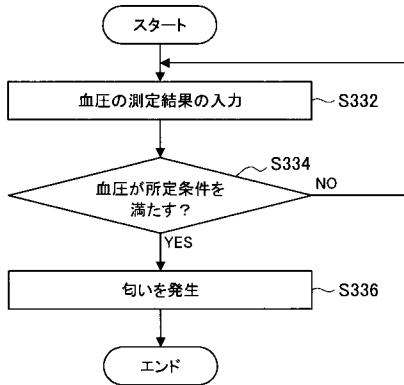 スタート
血圧の測定結果の入力
S332
S334
血圧が所定条件を
満たす？
NO
YES
匂いを発生
S336
エンド